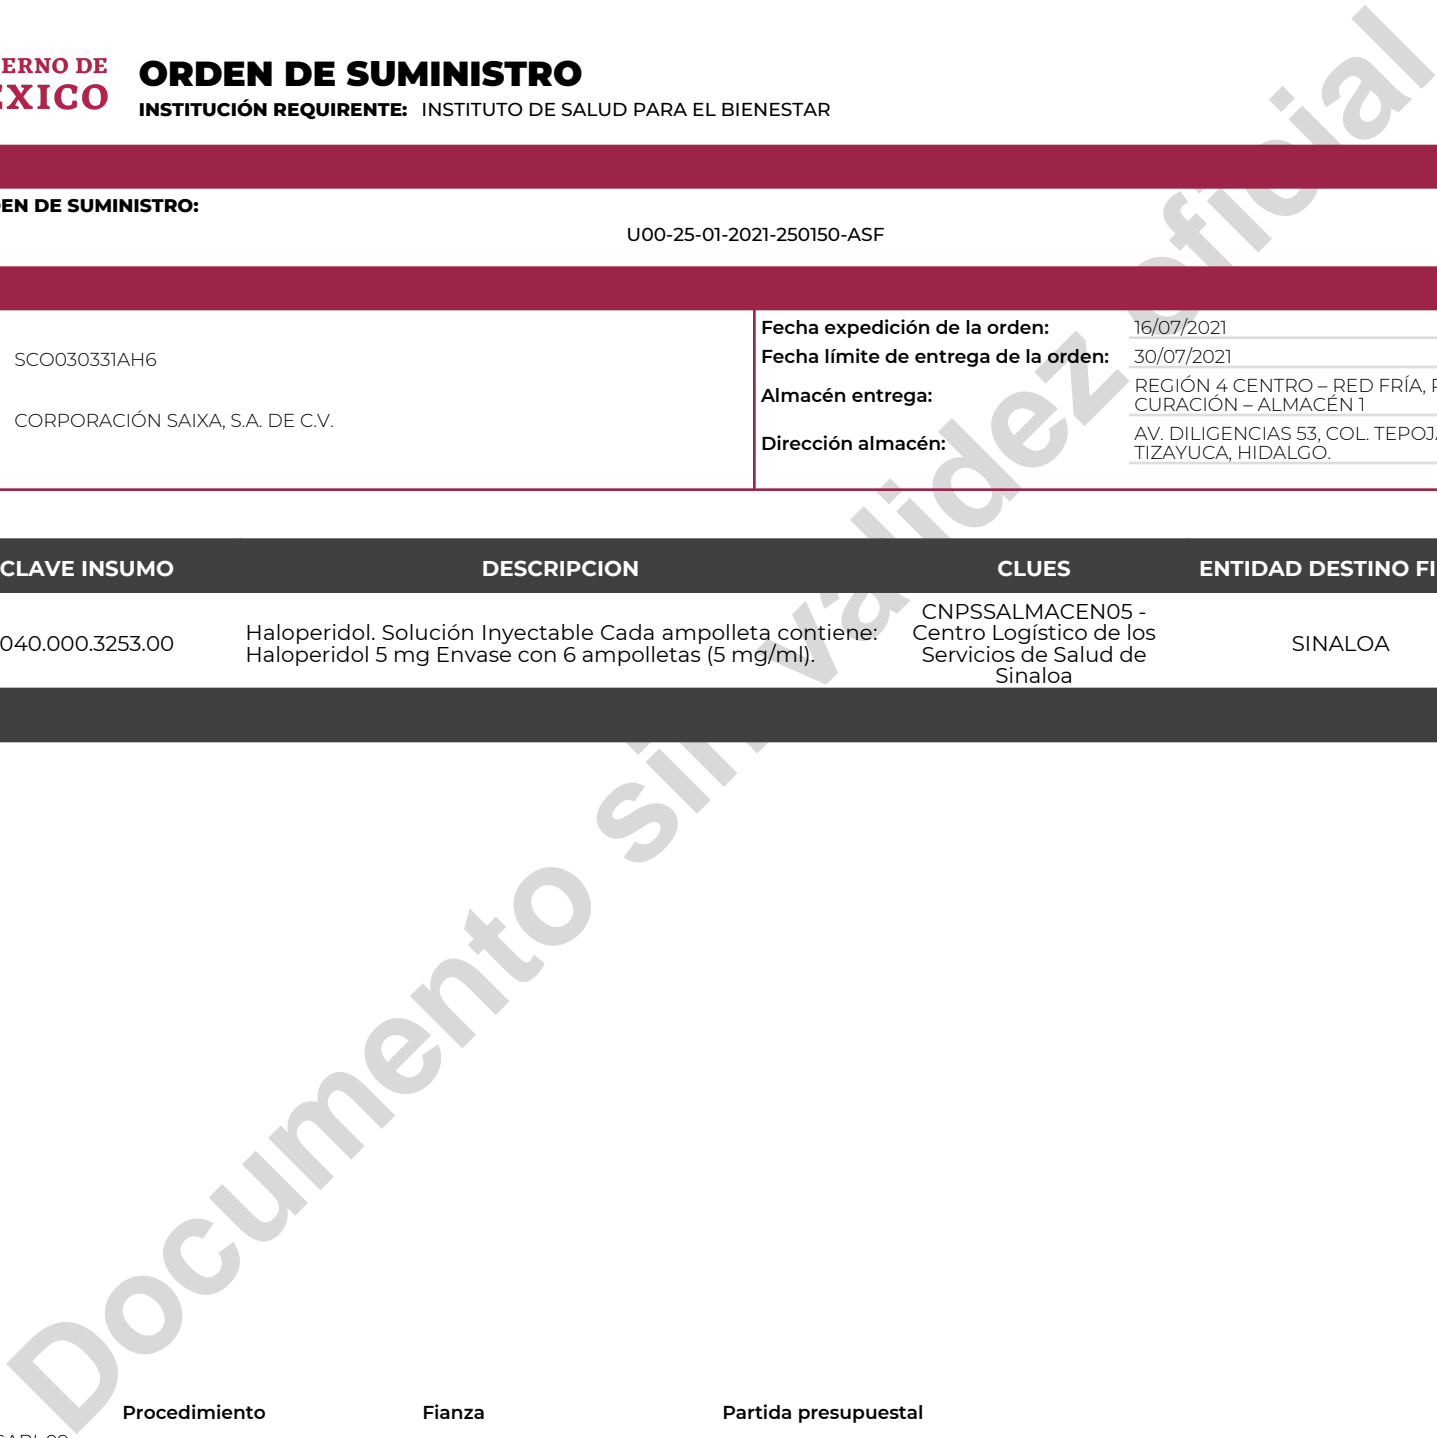 ERNO DE
ORDEN DE SUMINISTRO
EXICO
INSTITUCIÓN REQUIRENTE: INSTITUTO DE SALUD PARA EL BIENESTAR
EN DE SUMINISTRO:
U00-25-01-2021-250150-ASF
Fecha expedición de la orden: 16/07/2021
SCO030331AH6
Fecha límite de entrega de la orden: 30/07/2021
Almacén entrega:
REGIÓN 4 CENTRO – RED FRÍA,
CURACIÓN – ALMACÉN 1
CORPORACIÓN SAIXA, S.A. DE C.V.
Dirección almacén:
AV. DILIGENCIAS 53, COL. TEPOJ
TIZAYUCA, HIDALGO.
CLAVE INSUMO DESCRIPCION CLUES ENTIDAD DESTINO FI
040.000.3253.00
Haloperidol. Solución Inyectable Cada ampolleta contiene:
Haloperidol 5 mg Envase con 6 ampolletas (5 mg/ml).
CNPSSALMACEN05 -
Centro Logístico de los
Servicios de Salud de
Sinaloa
SINALOA
Documento sin validez oficial
Procedimiento Fianza Partida presupuestal